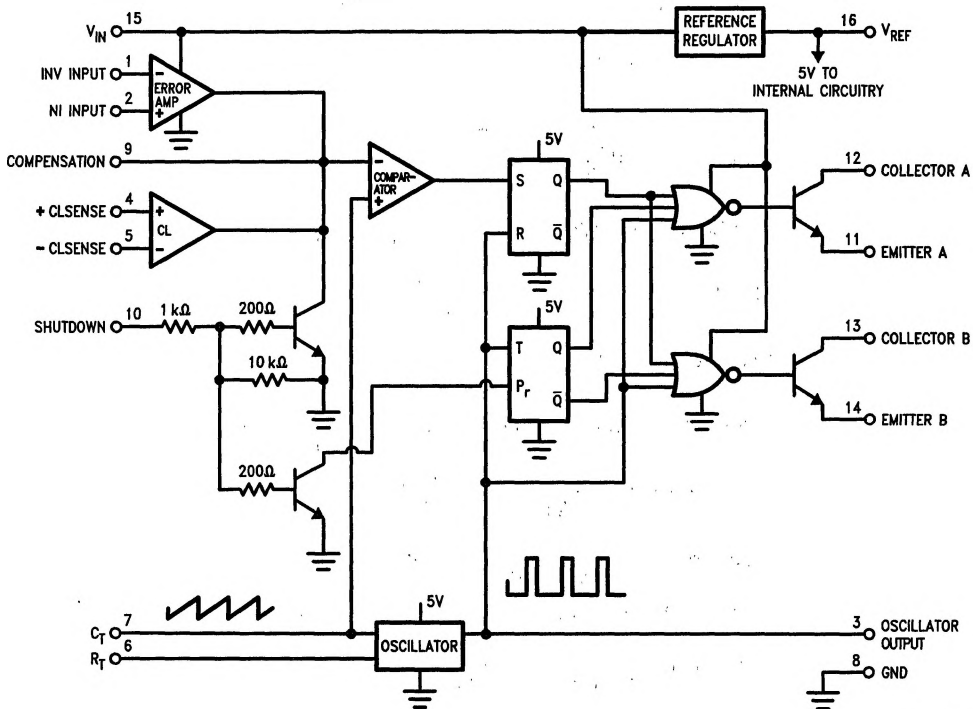 15
V_IN
REFERENCE
REGULATOR
16
V_REF
5V TO
INTERNAL CIRCUITRY
1
INV INPUT
−
ERROR
AMP
2
NI INPUT
+
9
COMPENSATION
−
COMPAR-
ATOR
+
4
+ CLSENSE
+
CL
5
− CLSENSE
−
5V
S Q
R Q̅
12
COLLECTOR A
11
EMITTER A
10
SHUTDOWN
1 kΩ
200Ω
10 kΩ
200Ω
5V
T Q
P_r Q̅
13
COLLECTOR B
14
EMITTER B
7
C_T
6
R_T
5V
OSCILLATOR
3
OSCILLATOR
OUTPUT
8
GND